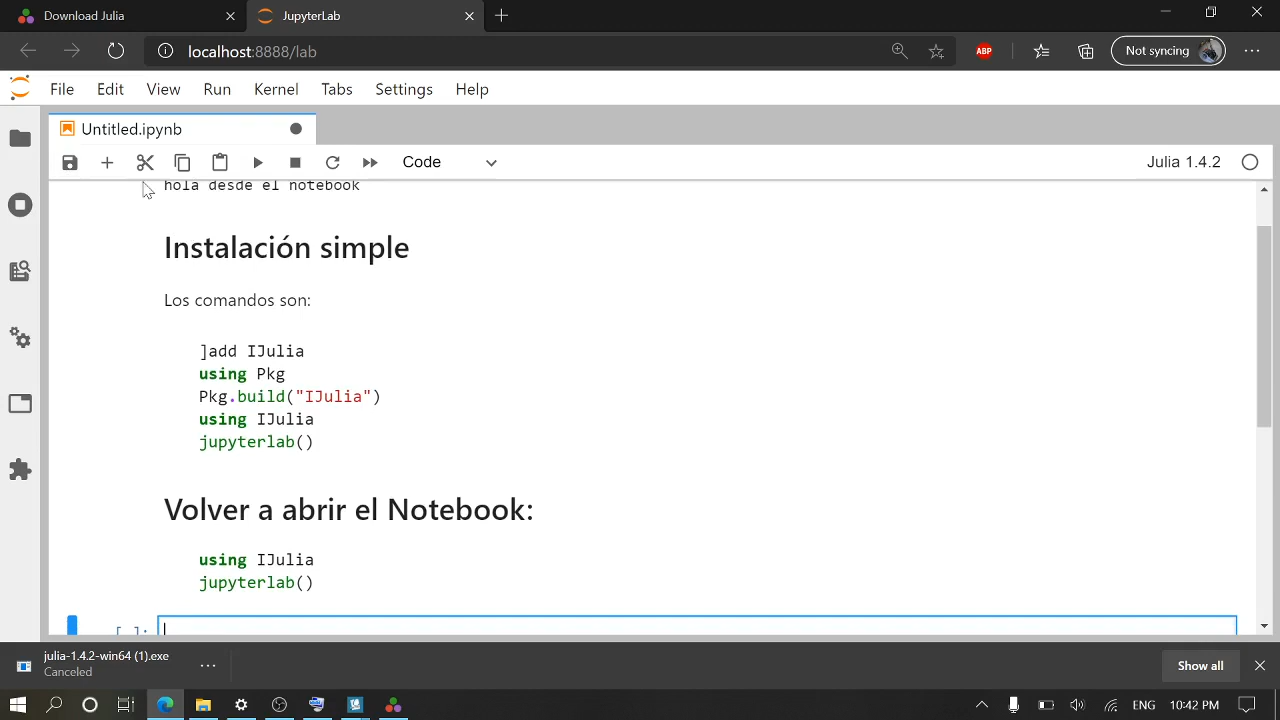 Download Julia
JupyterLab
localhost:8888/lab
ABP
Not syncing
File Edit View Run Kernel Tabs Settings Help
Untitled.ipynb
Code
Julia 1.4.2
hola desde el notebook
Instalación simple
Los comandos son:
]add IJulia
using Pkg
Pkg.build("IJulia")
using IJulia
jupyterlab()
Volver a abrir el Notebook:
using IJulia
jupyterlab()
[ ]:
julia-1.4.2-win64 (1).exe
Canceled
Show all
ENG
10:42 PM